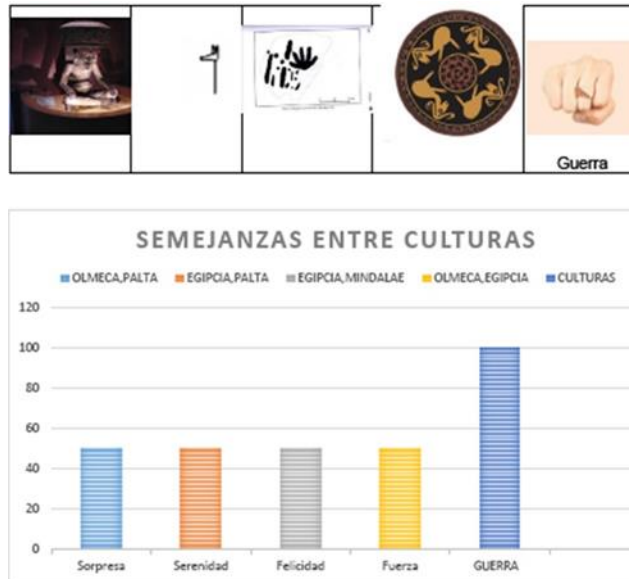 Guerra
SEMEJANZAS ENTRE CULTURAS
OLMECA,PALTA EGIPCIA,PALTA EGIPCIA,MINDALAE OLMECA,EGIPCIA CULTURAS
120
100
80
60
40
20
0
Sorpresa Serenidad Felicidad Fuerza GUERRA